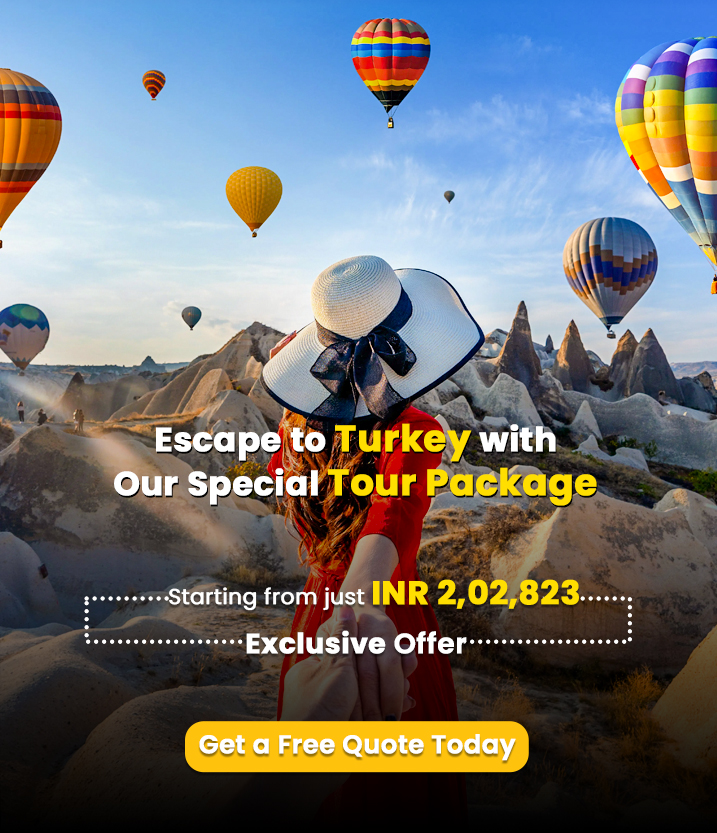 Escape to Turkey with
Our Special Tour Package
Starting from just INR 2,02,823
Exclusive Offer
Get a Free Quote Today